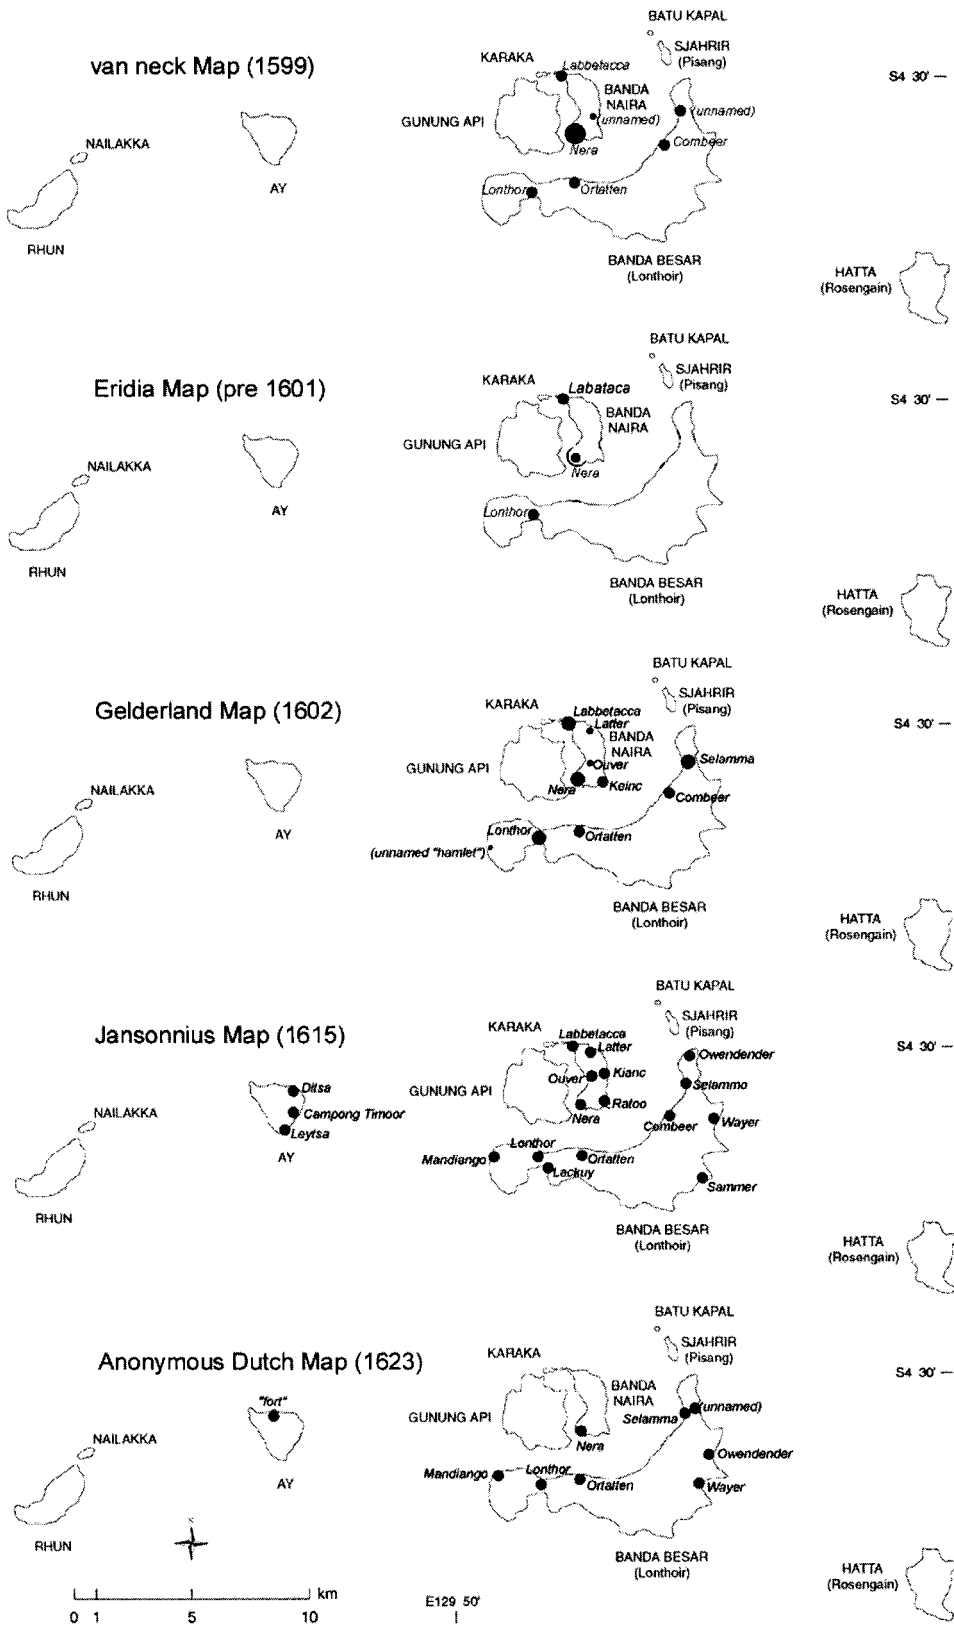 BATU KAPAL
van neck Map (1599)
KARAKA
SJAHRIR
(Pisang)
S4 30'
Labbetacca
BANDA
NAIRA
(unnamed)
(unnamed)
GUNUNG API
NAILAKKA
Nera
Combeer
AY
Lonthor
Ortatten
RHUN
BANDA BESAR
(Lonthoir)
HATTA
(Rosengain)
BATU KAPAL
Eridia Map (pre 1601)
KARAKA
SJAHRIR
(Pisang)
Labataca
S4 30'
BANDA
NAIRA
GUNUNG API
NAILAKKA
Nera
AY
Lonthor
RHUN
BANDA BESAR
(Lonthoir)
HATTA
(Rosengain)
BATU KAPAL
Gelderland Map (1602)
KARAKA
SJAHRIR
(Pisang)
Labbetacca
S4 30'
Latter
BANDA
NAIRA
Selamma
GUNUNG API
Ouver
NAILAKKA
Nera
Keinc
Combeer
AY
Lonthor
Ortatten
(unnamed "hamlet")
RHUN
BANDA BESAR
(Lonthoir)
HATTA
(Rosengain)
BATU KAPAL
Jansonnius Map (1615)
KARAKA
SJAHRIR
(Pisang)
Labbetacca
S4 30'
Latter
Owendender
Ouver
Kianc
Selammo
GUNUNG API
Ditsa
Ratoo
NAILAKKA
Campong Timoor
Nera
Combeer
Wayer
Leytsa
AY
Lonthor
Mandiango
Ortatten
Lackuy
Sammer
RHUN
BANDA BESAR
(Lonthoir)
HATTA
(Rosengain)
BATU KAPAL
Anonymous Dutch Map (1623)
KARAKA
SJAHRIR
(Pisang)
S4 30'
"fort"
BANDA
NAIRA
(unnamed)
GUNUNG API
Selamma
NAILAKKA
Nera
Owendender
AY
Mandiango
Lonthor
Ortatten
Wayer
RHUN
N
BANDA BESAR
(Lonthoir)
HATTA
(Rosengain)
km
0 1 5 10
E129 50'